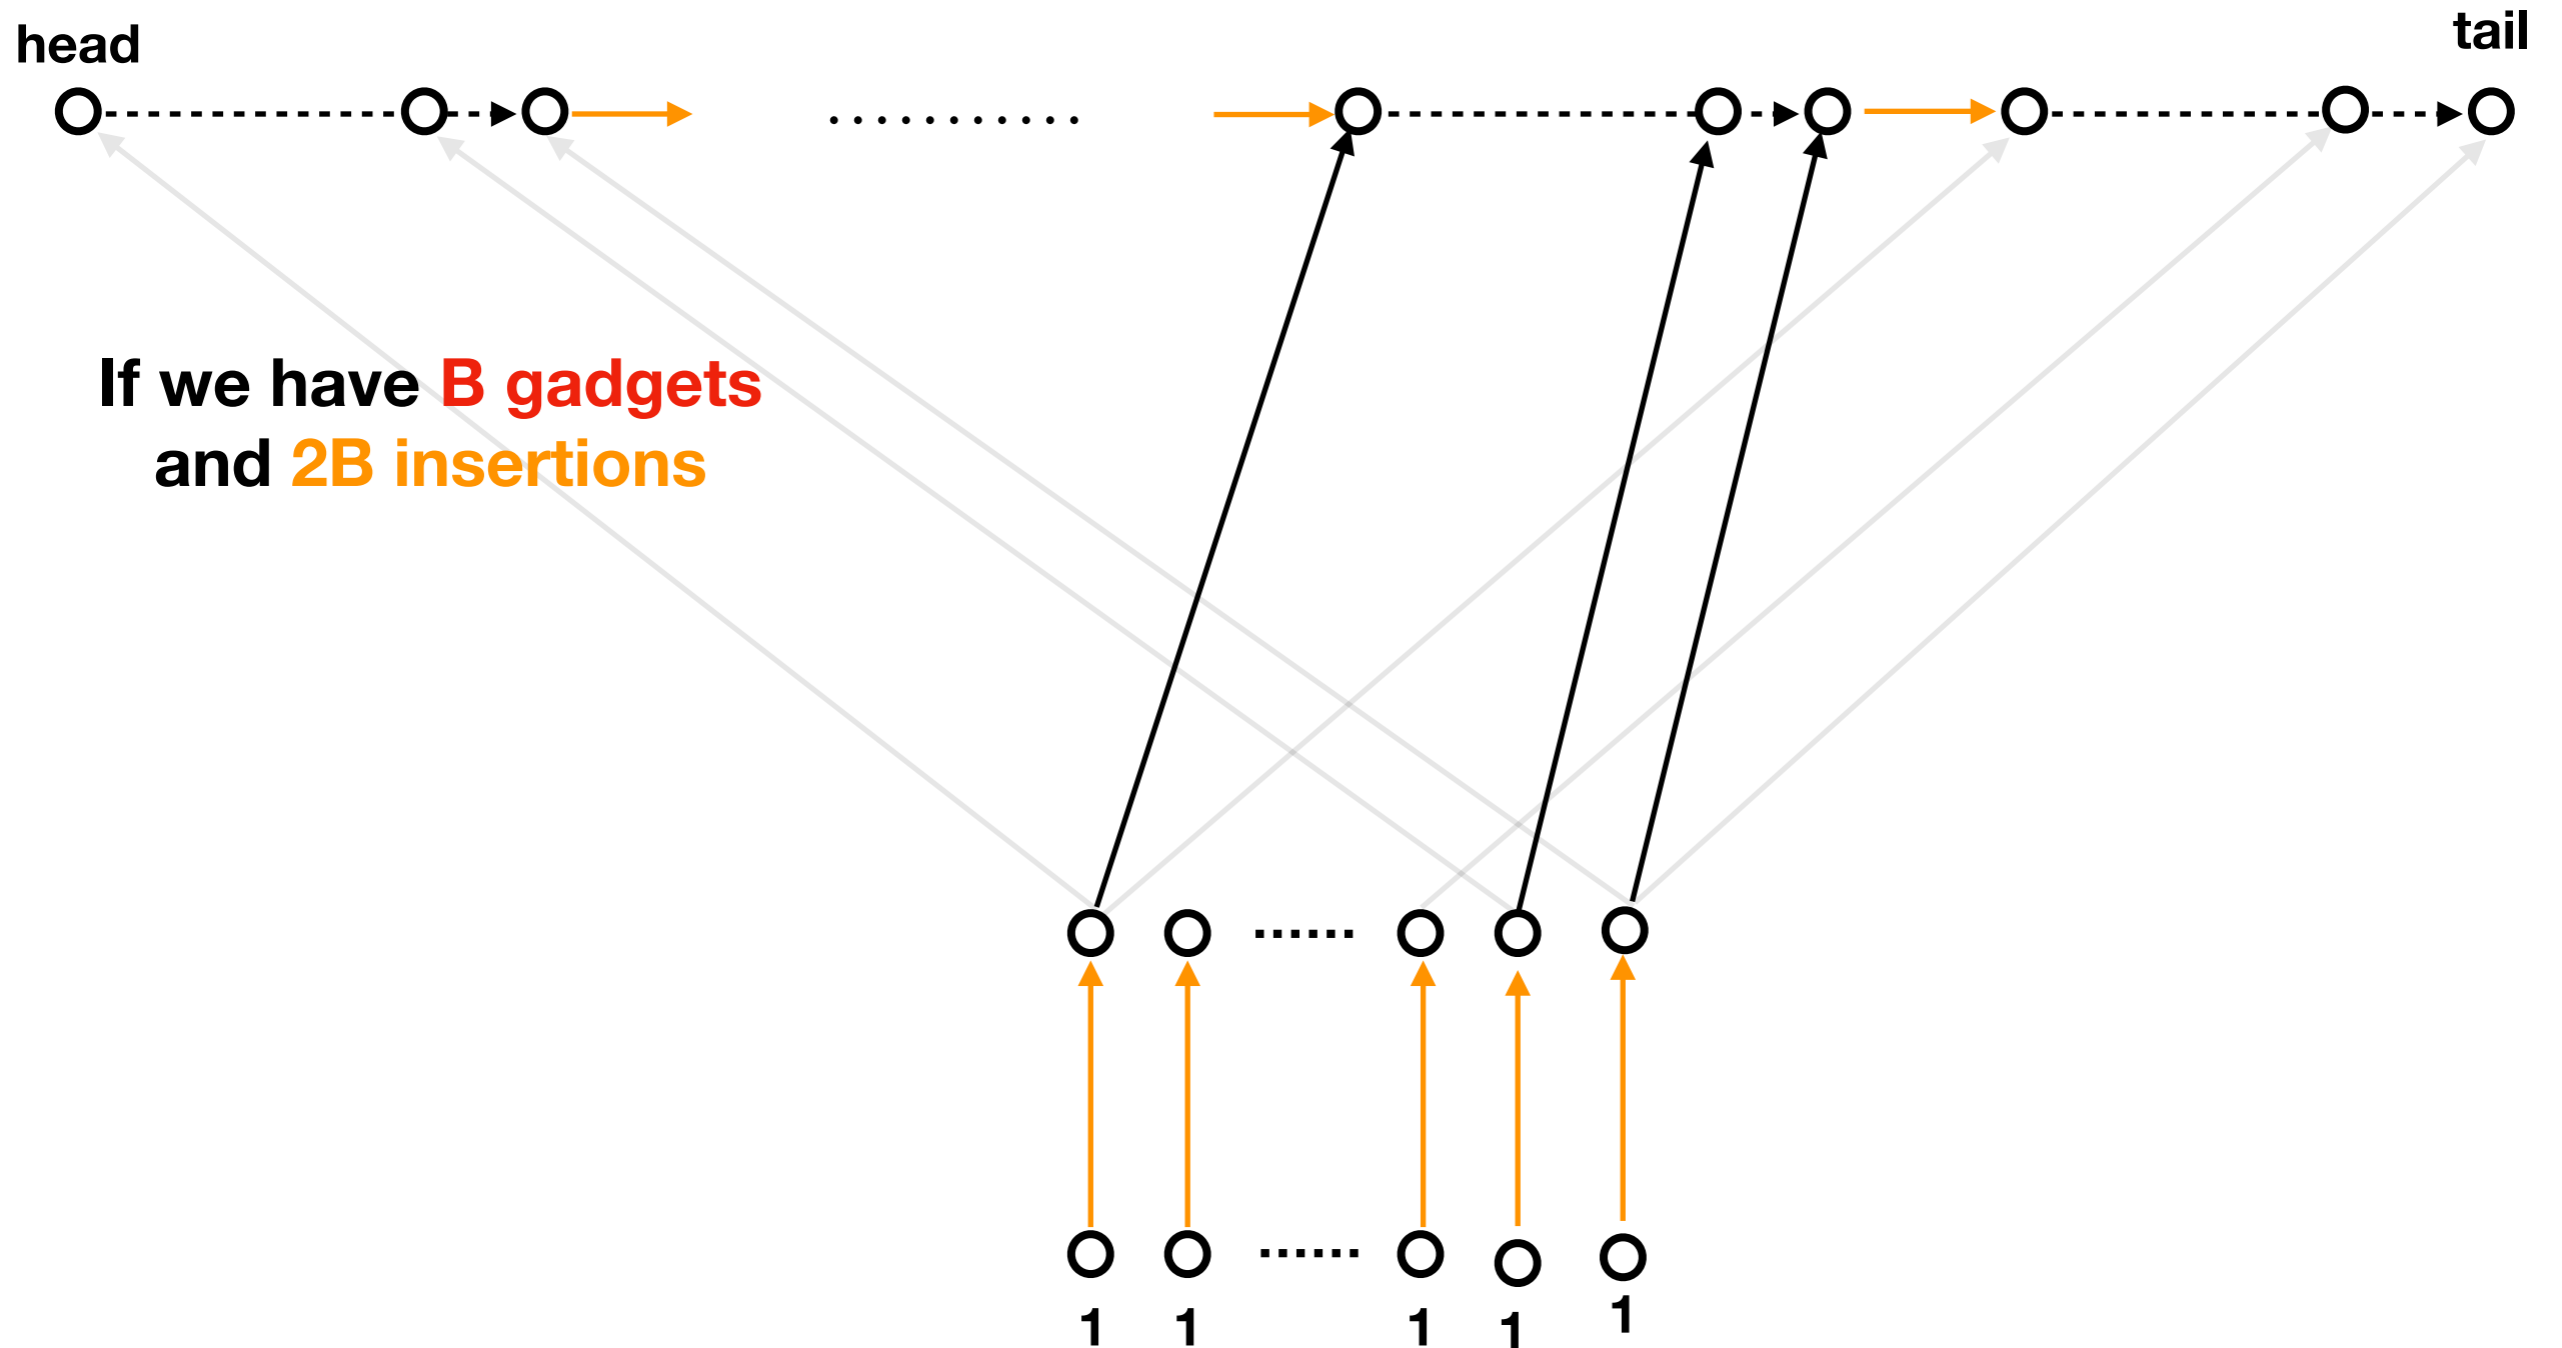 head
tail
If we have B gadgets
and 2B insertions
1 1 1 1 1